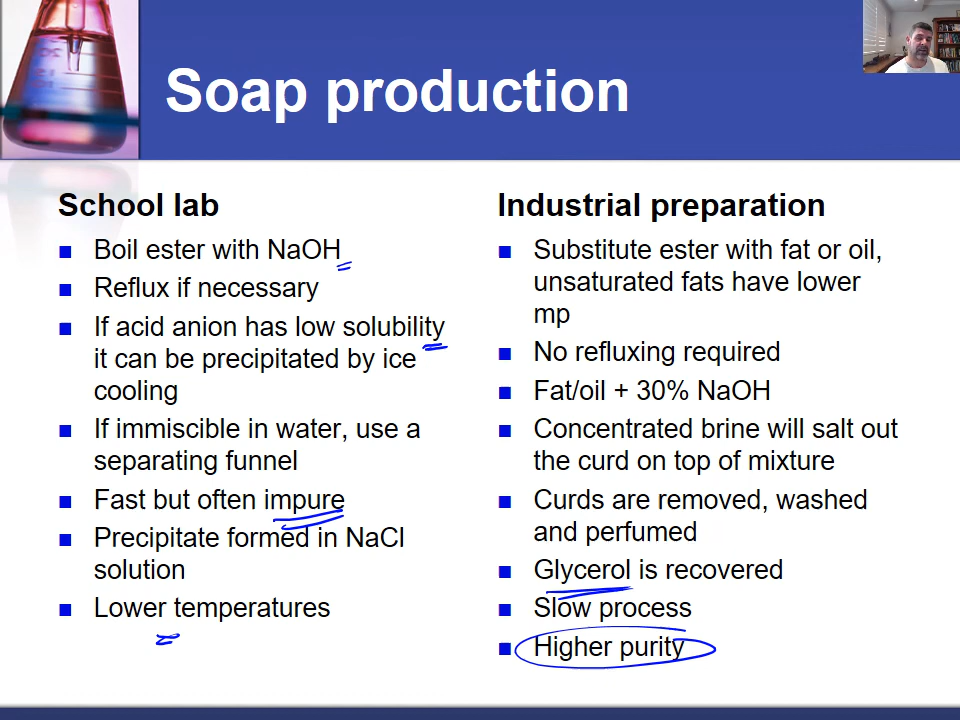 Soap production
School lab
Boil ester with NaOH
Reflux if necessary
If acid anion has low solubility
it can be precipitated by ice
cooling
If immiscible in water, use a
separating funnel
Fast but often impure
Precipitate formed in NaCl
solution
Lower temperatures
Industrial preparation
Substitute ester with fat or oil,
unsaturated fats have lower
mp
No refluxing required
Fat/oil + 30% NaOH
Concentrated brine will salt out
the curd on top of mixture
Curds are removed, washed
and perfumed
Glycerol is recovered
Slow process
Higher purity